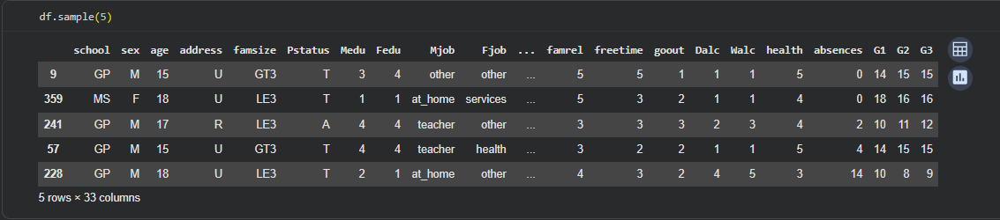 df.sample(5)
school sex age address famsize Pstatus Medu Fedu Mjob Fjob ... famrel freetime goout Dalc Walc health absences G1 G2 G3
9 GP M 15 U GT3 T 3 4 other other ... 5 5 1 1 1 5 0 14 15 15
359 MS F 18 U LE3 T 1 1 at_home services ... 5 3 2 1 1 4 0 18 16 16
241 GP M 17 R LE3 A 4 4 teacher other ... 3 3 3 2 3 4 2 10 11 12
57 GP M 15 U GT3 T 4 4 teacher health ... 3 2 2 1 1 5 4 14 15 15
228 GP M 18 U LE3 T 2 1 at_home other ... 4 3 2 4 5 3 14 10 8 9
5 rows × 33 columns